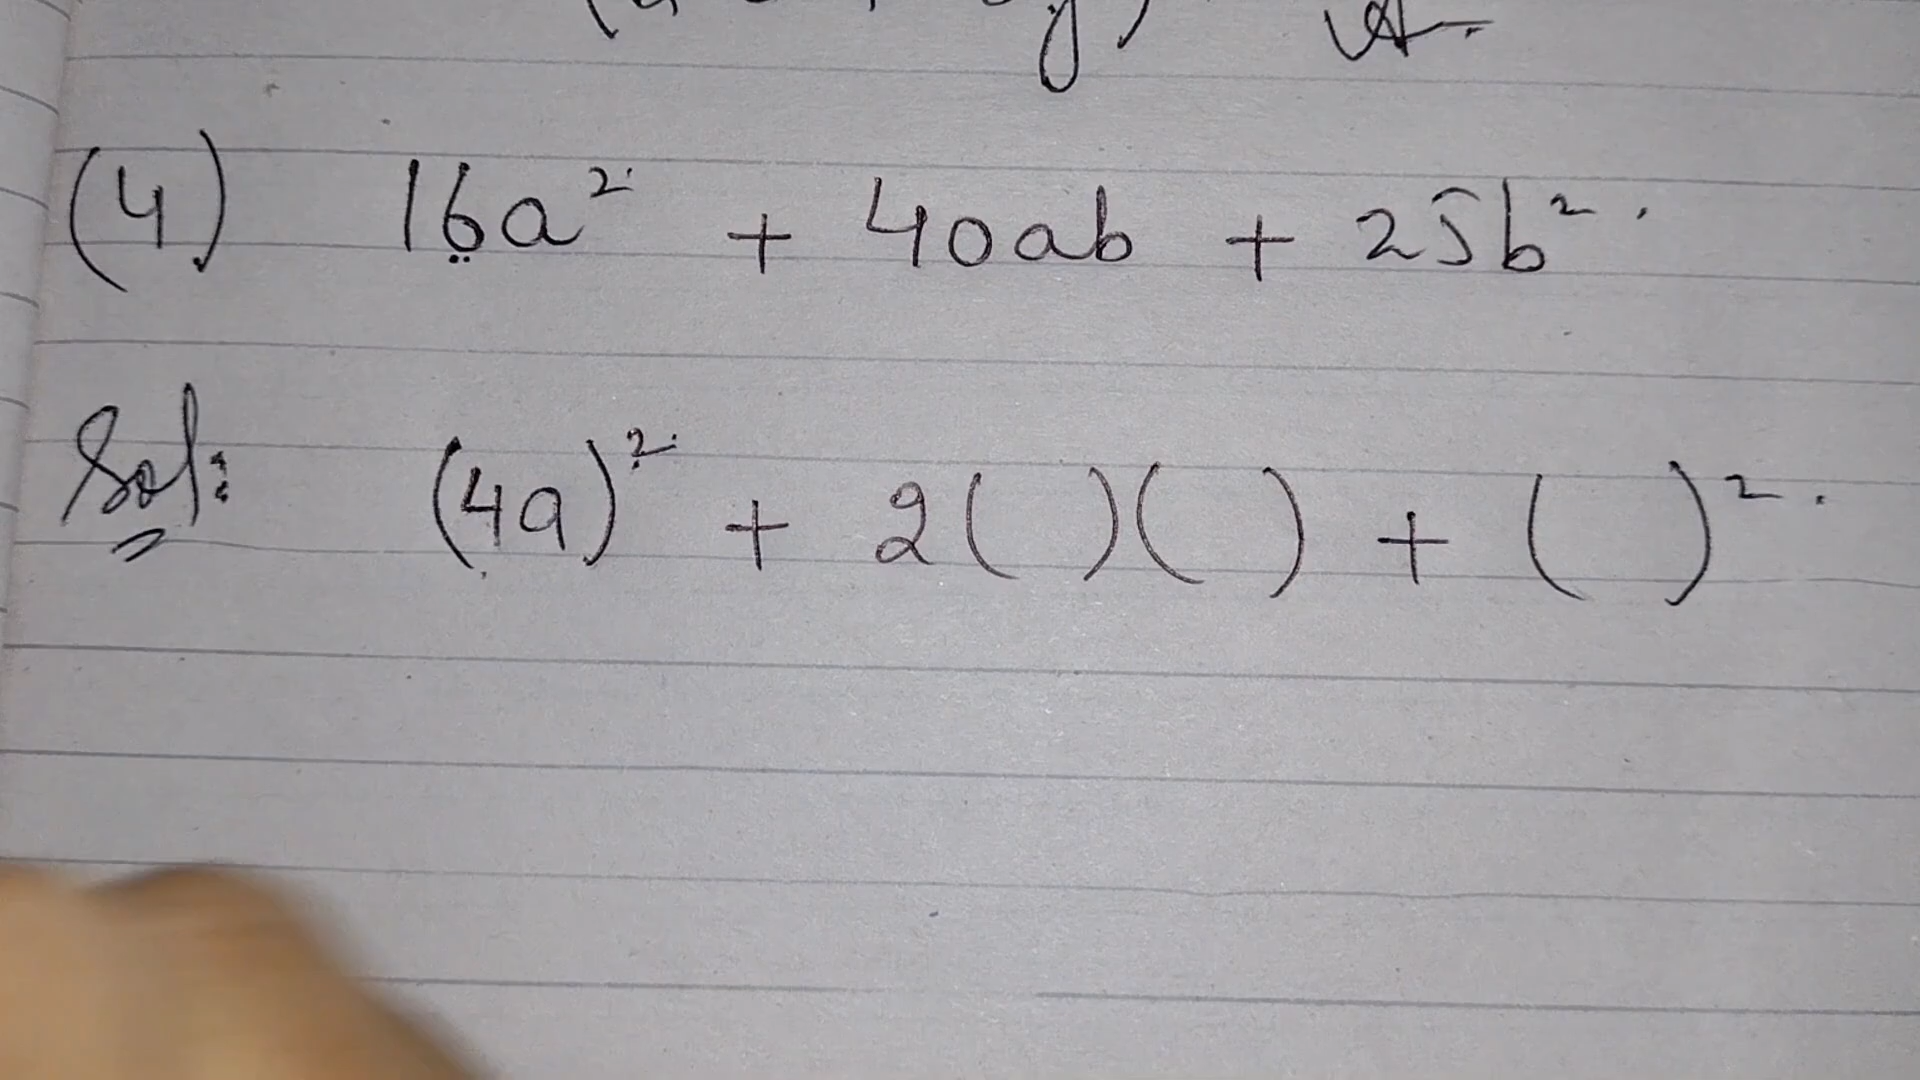 (4) 16a² + 40ab + 25b²
Sol: (4a)² + 2( )( ) + ( )²